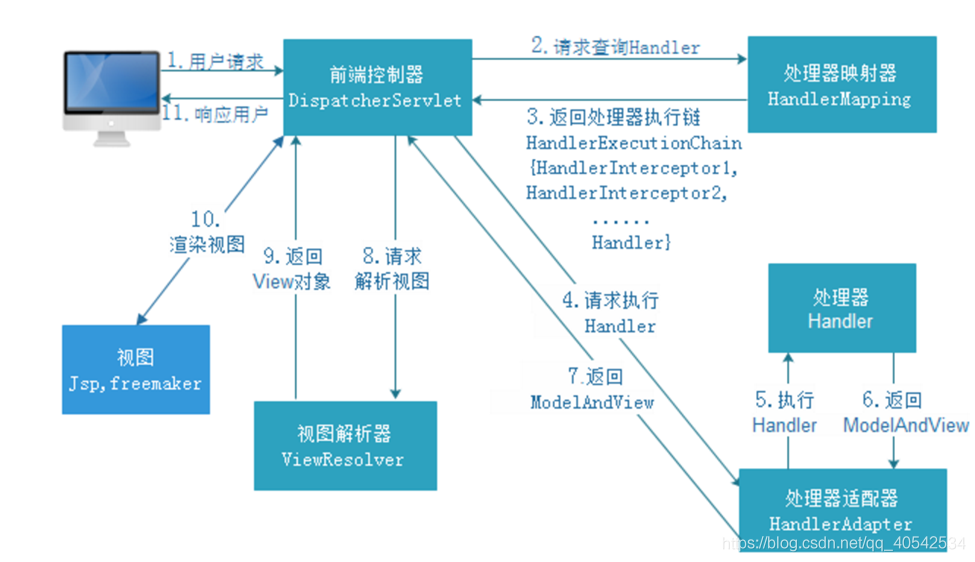 1.用户请求
11.响应用户
前端控制器
DispatcherServlet
2.请求查询Handler
3.返回处理器执行链
HandlerExecutionChain
{HandlerInterceptor1,
HandlerInterceptor2,
......
Handler}
处理器映射器
HandlerMapping
10.
渲染视图
9.返回
View对象
8.请求
解析视图
4.请求执行
Handler
7.返回
ModelAndView
处理器
Handler
视图
Jsp,freemaker
视图解析器
ViewResolver
5.执行
Handler
6.返回
ModelAndView
处理器适配器
HandlerAdapter
https://blog.csdn.net/qq_40542534